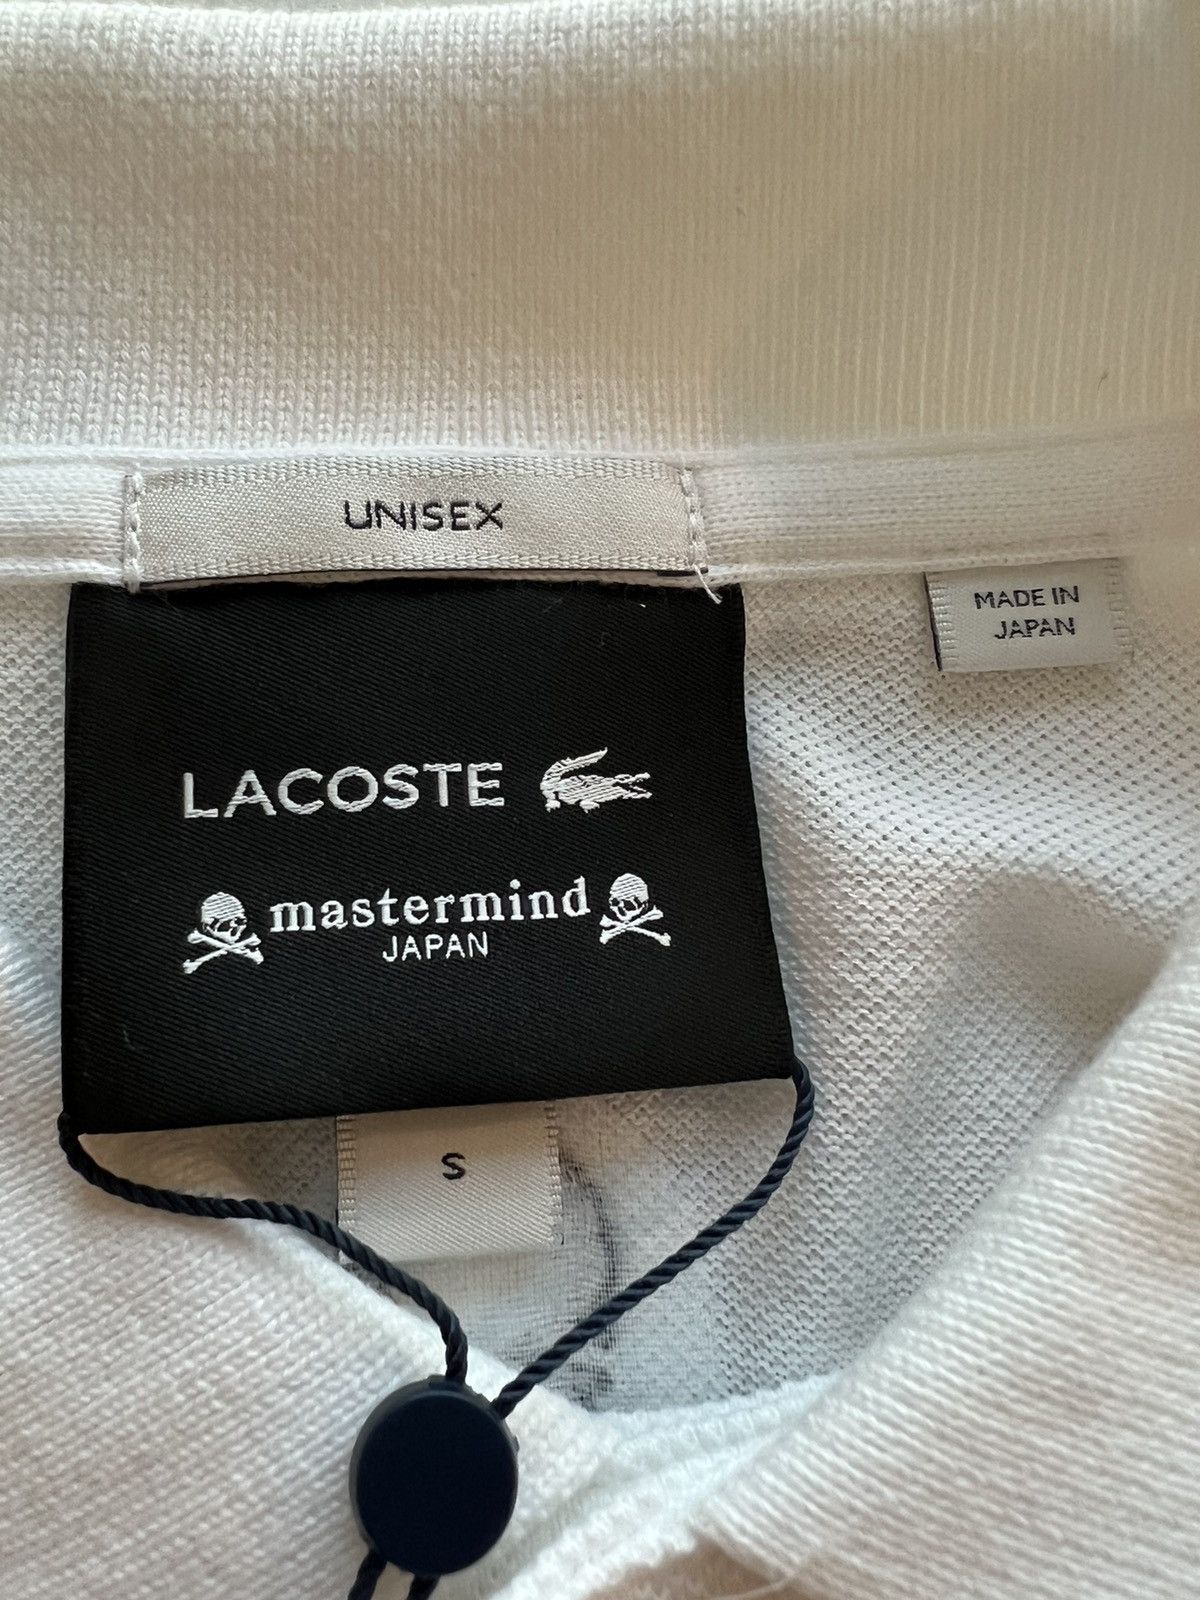 UNISEX
MADE IN
JAPAN
LACOSTE
mastermind
JAPAN
S